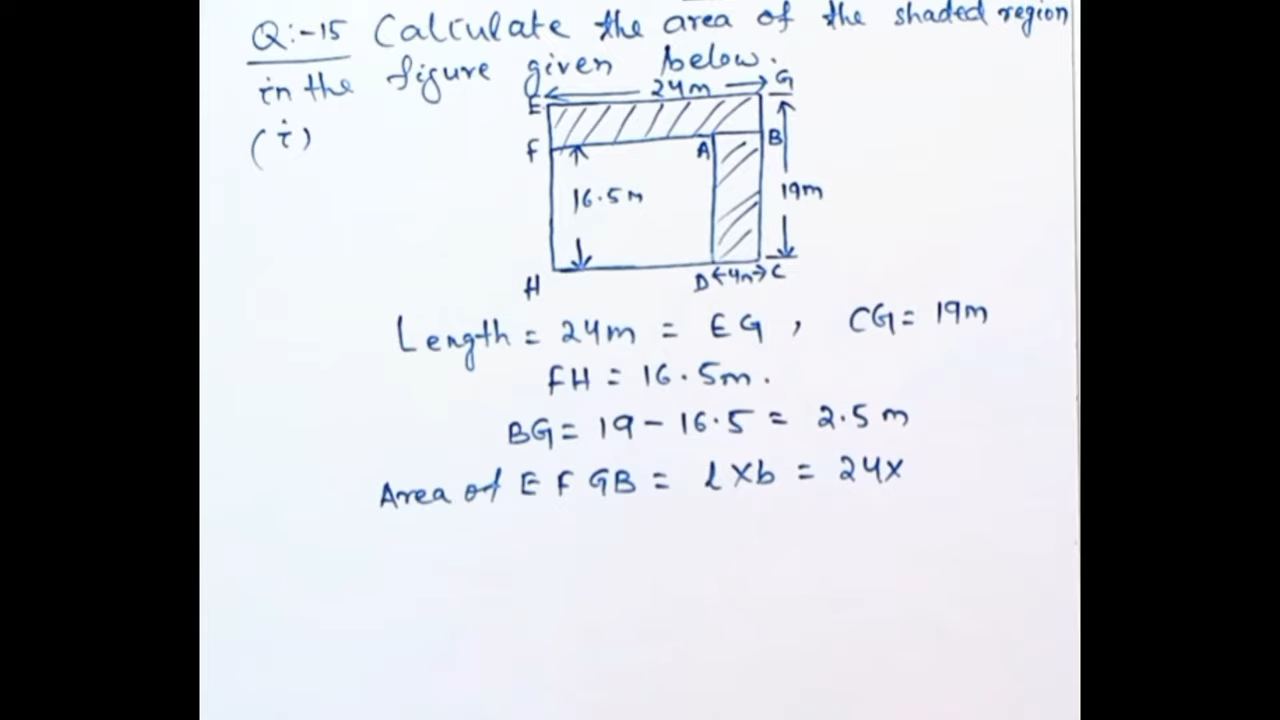 Q:-15 Calculate the area of the shaded region
in the figure given below.
(i)
24m G
E
F A B
16.5m 19m
H D 4m C
Length = 24m = EG , CG = 19m
FH = 16.5m.
BG = 19 - 16.5 = 2.5 m
Area of E F GB = l x b = 24x